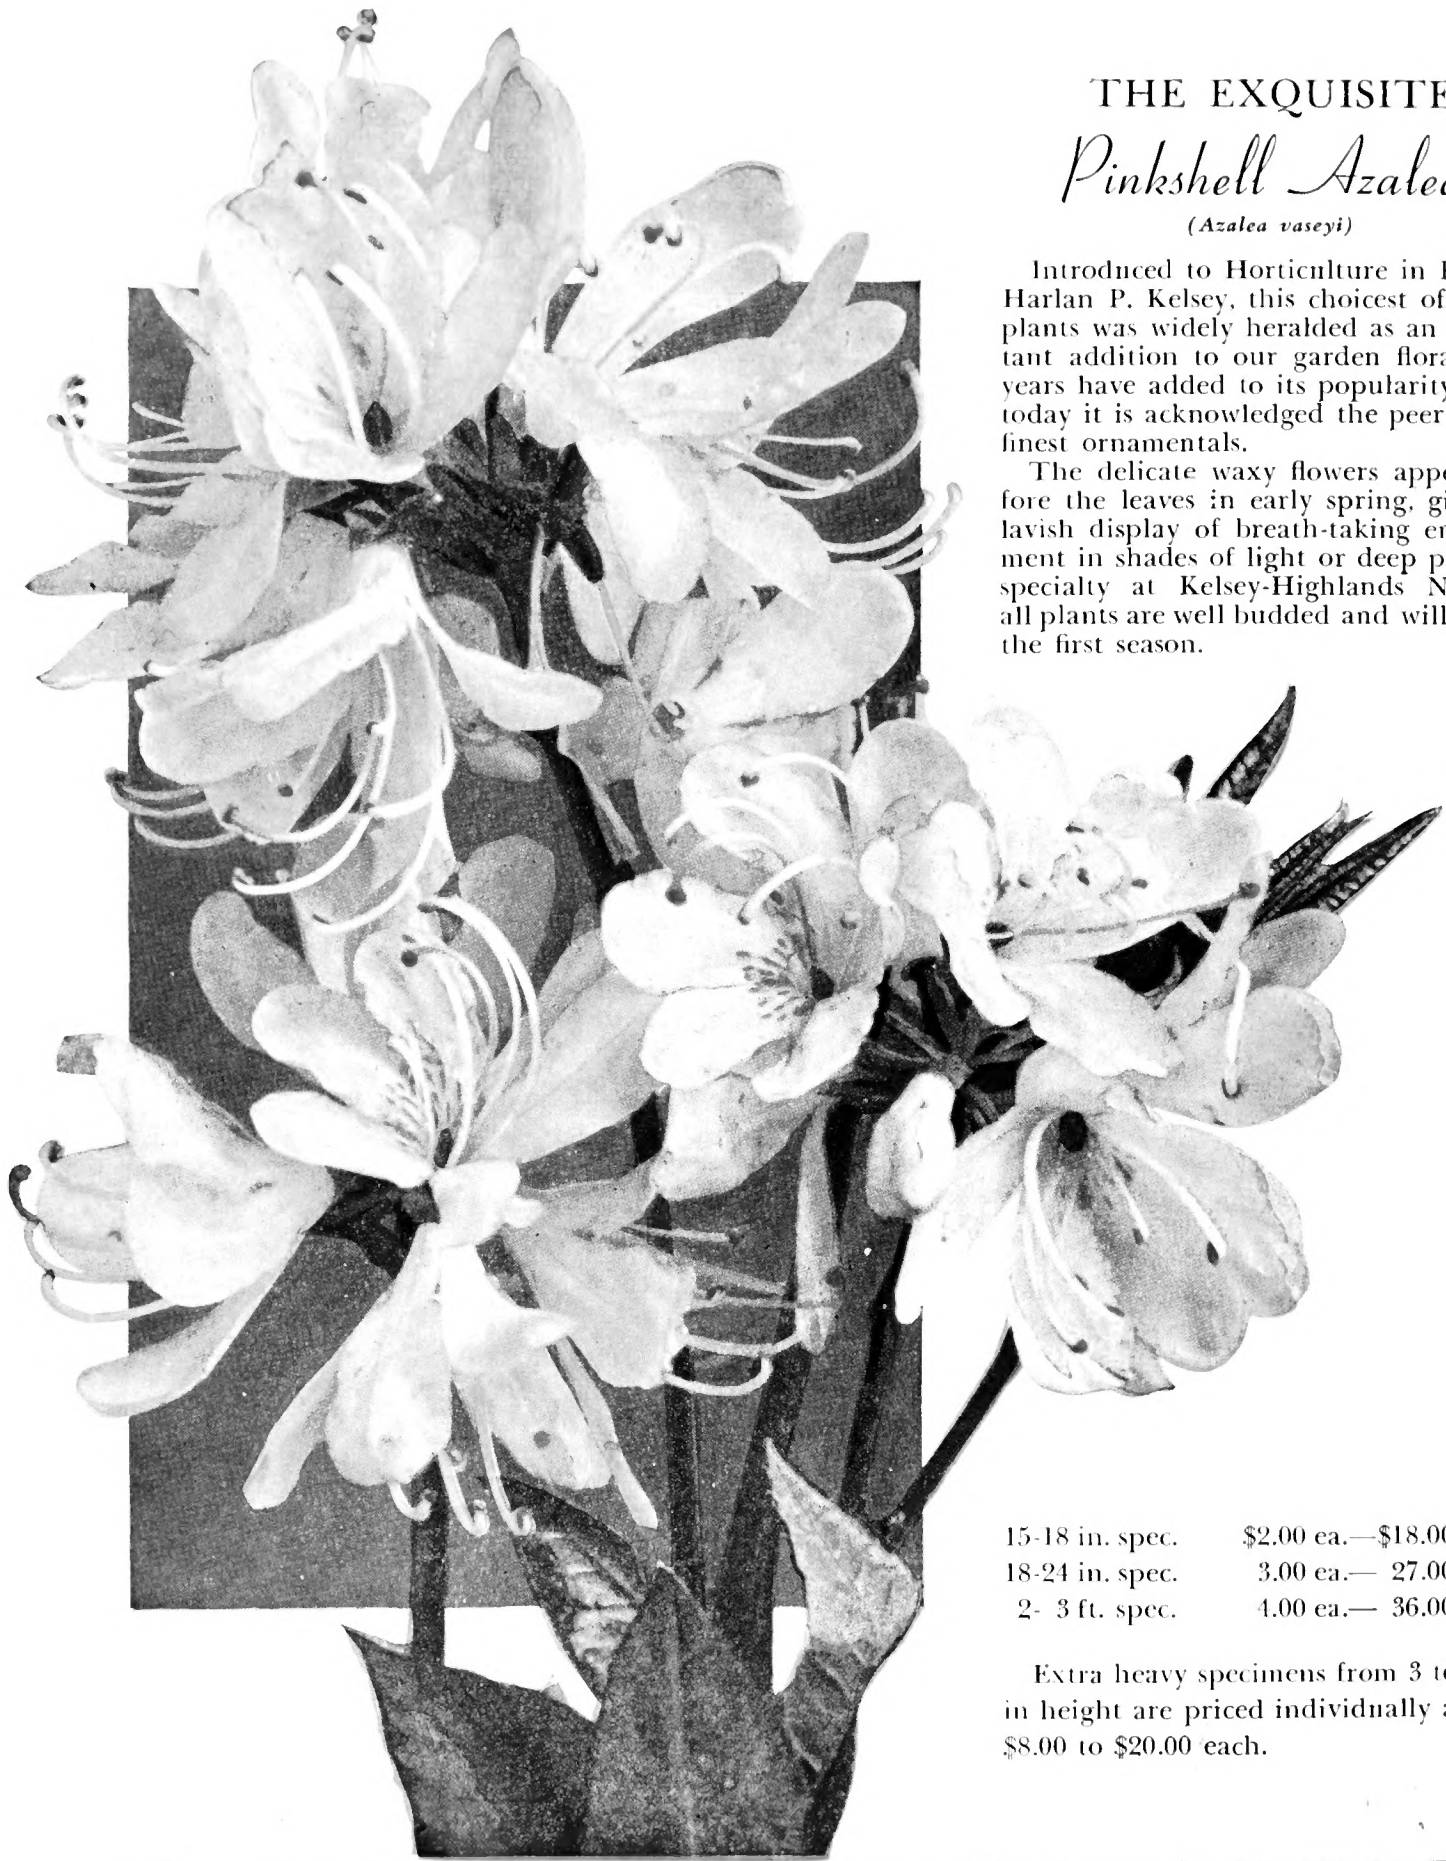 THE EXQUISITE
Pinkshell Azalea
(Azalea vaseyi)
Introduced to Horticulture in
Harlan P. Kelsey, this choicest of
plants was widely heralded as an
tant addition to our garden flora
years have added to its popularity
today it is acknowledged the peer
finest ornamentals.
The delicate waxy flowers appe
fore the leaves in early spring, gi
lavish display of breath-taking en
ment in shades of light or deep p
specialty at Kelsey-Highlands N
all plants are well budded and will
the first season.
15-18 in. spec. $2.00 ea.—$18.00
18-24 in. spec. 3.00 ea.— 27.00
2- 3 ft. spec. 4.00 ea.— 36.00
Extra heavy specimens from 3 to
in height are priced individually a
$8.00 to $20.00 each.